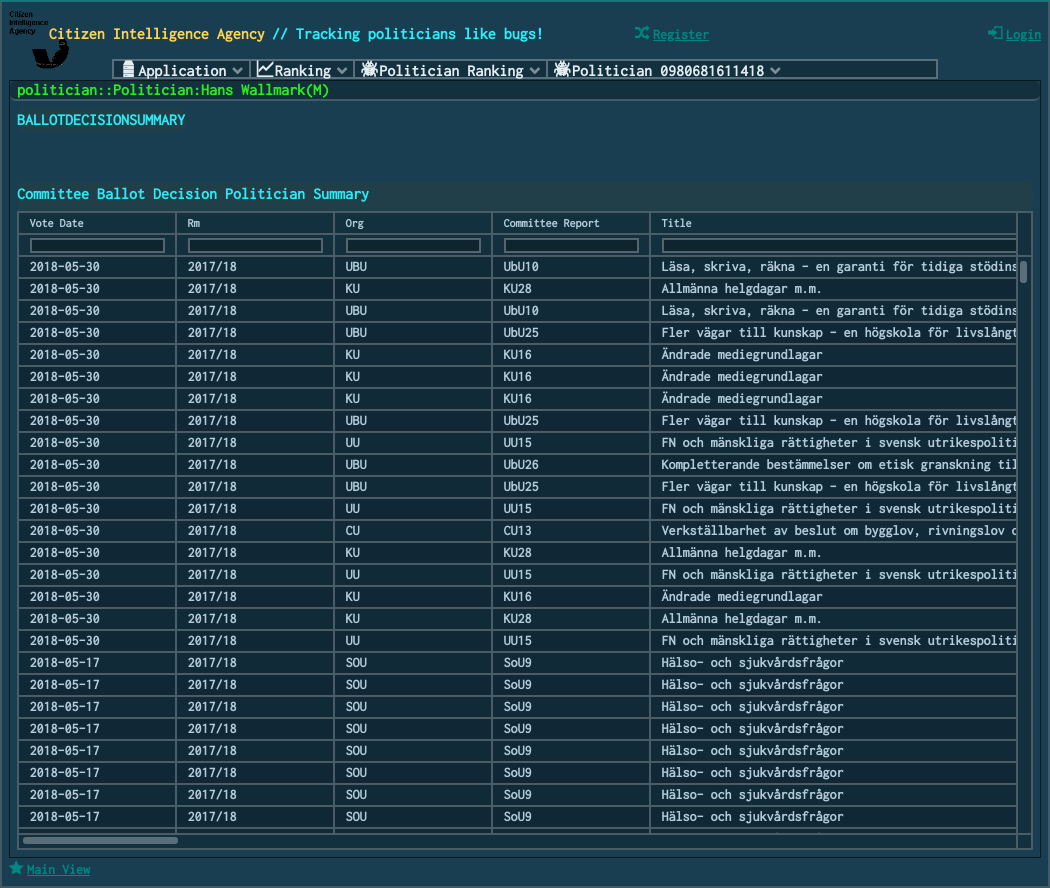 Citizen
Intelligence
Agency
Citizen Intelligence Agency // Tracking politicians like bugs!
Register
Login
Application Ranking Politician Ranking Politician 0980681611418
politician::Politician:Hans Wallmark(M)
BALLOTDECISIONSUMMARY
Committee Ballot Decision Politician Summary
Vote Date Rm Org Committee Report Title
2018-05-30 2017/18 UBU UbU10 Läsa, skriva, räkna – en garanti för tidiga stödins
2018-05-30 2017/18 KU KU28 Allmänna helgdagar m.m.
2018-05-30 2017/18 UBU UbU10 Läsa, skriva, räkna – en garanti för tidiga stödins
2018-05-30 2017/18 UBU UbU25 Fler vägar till kunskap – en högskola för livslångt
2018-05-30 2017/18 KU KU16 Ändrade mediegrundlagar
2018-05-30 2017/18 KU KU16 Ändrade mediegrundlagar
2018-05-30 2017/18 KU KU16 Ändrade mediegrundlagar
2018-05-30 2017/18 UBU UbU25 Fler vägar till kunskap – en högskola för livslångt
2018-05-30 2017/18 UU UU15 FN och mänskliga rättigheter i svensk utrikespoliti
2018-05-30 2017/18 UBU UbU26 Kompletterande bestämmelser om etisk granskning til
2018-05-30 2017/18 UBU UbU25 Fler vägar till kunskap – en högskola för livslångt
2018-05-30 2017/18 UU UU15 FN och mänskliga rättigheter i svensk utrikespoliti
2018-05-30 2017/18 CU CU13 Verkställbarhet av beslut om bygglov, rivningslov o
2018-05-30 2017/18 KU KU28 Allmänna helgdagar m.m.
2018-05-30 2017/18 UU UU15 FN och mänskliga rättigheter i svensk utrikespoliti
2018-05-30 2017/18 KU KU16 Ändrade mediegrundlagar
2018-05-30 2017/18 KU KU28 Allmänna helgdagar m.m.
2018-05-30 2017/18 UU UU15 FN och mänskliga rättigheter i svensk utrikespoliti
2018-05-17 2017/18 SOU SoU9 Hälso- och sjukvårdsfrågor
2018-05-17 2017/18 SOU SoU9 Hälso- och sjukvårdsfrågor
2018-05-17 2017/18 SOU SoU9 Hälso- och sjukvårdsfrågor
2018-05-17 2017/18 SOU SoU9 Hälso- och sjukvårdsfrågor
2018-05-17 2017/18 SOU SoU9 Hälso- och sjukvårdsfrågor
2018-05-17 2017/18 SOU SoU9 Hälso- och sjukvårdsfrågor
2018-05-17 2017/18 SOU SoU9 Hälso- och sjukvårdsfrågor
2018-05-17 2017/18 SOU SoU9 Hälso- och sjukvårdsfrågor
Main View